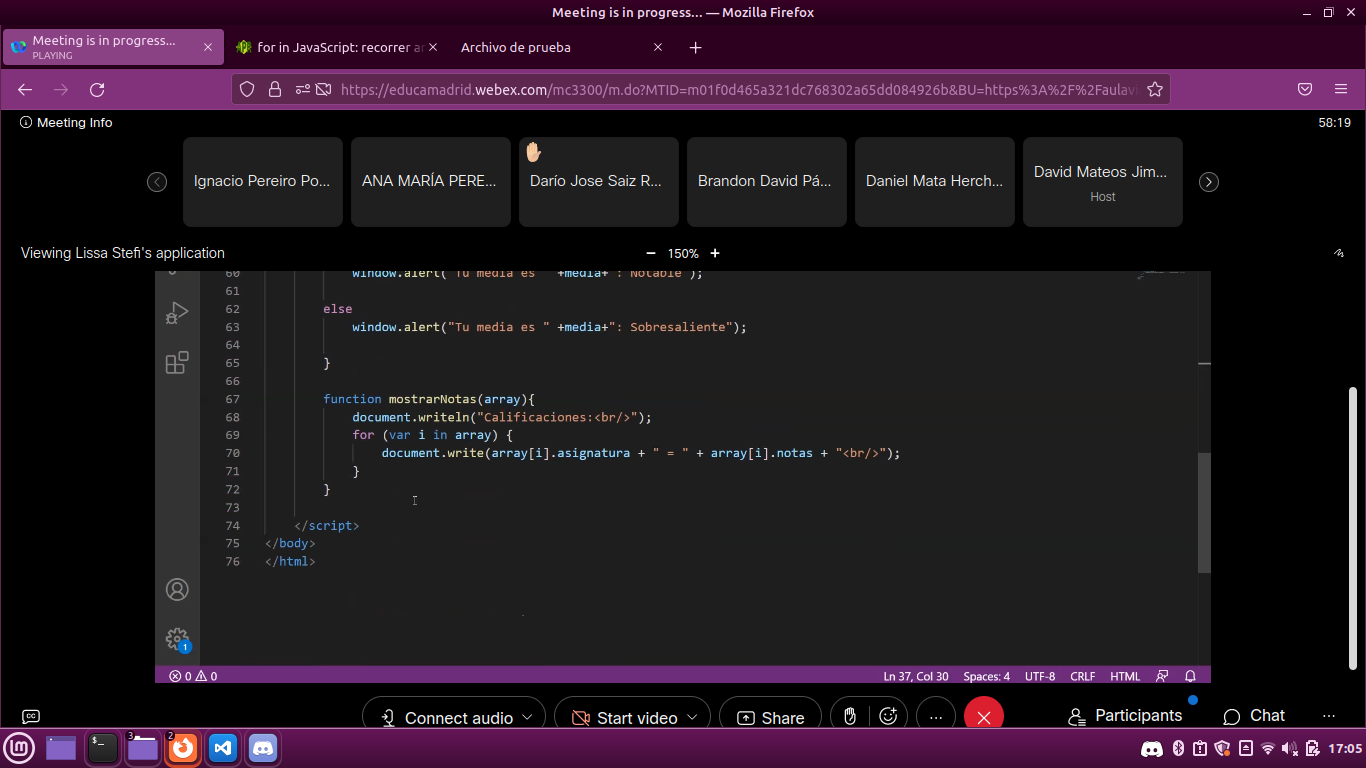 Meeting is in progress... — Mozilla Firefox
Meeting is in progress...
PLAYING
for in JavaScript: recorrer a
Archivo de prueba
https://educamadrid.webex.com/mc3300/m.do?MTID=m01f0d465a321dc768302a65dd084926b&BU=https%3A%2F%2Faula
Meeting Info
58:19
Ignacio Pereiro Po...
ANA MARÍA PERE...
Darío Jose Saiz R...
Brandon David Pá...
Daniel Mata Herch...
David Mateos Jim...
Host
Viewing Lissa Stefi's application
− 150% +
60 window.alert("Tu media es " +media+": Notable");
61
62 else
63 window.alert("Tu media es " +media+": Sobresaliente");
64
65 }
66
67 function mostrarNotas(array){
68 document.writeln("Calificaciones:<br/>");
69 for (var i in array) {
70 document.write(array[i].asignatura + " = " + array[i].notas + "<br/>");
71 }
72 }
73
74 </script>
75 </body>
76 </html>
1
0 0
Ln 37, Col 30
Spaces: 4
UTF-8
CRLF
HTML
CC
Connect audio
Start video
Share
...
Participants
Chat
...
3
2
17:05